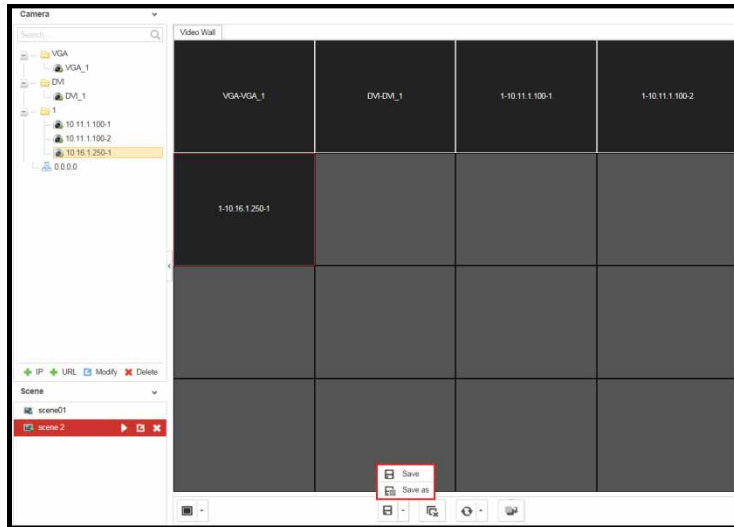 Camera
Search...
Video Wall
VGA
VGA_1
DVI
DVI_1
1
10.11.1.100-1
10.11.1.100-2
10.16.1.250-1
0.0.0.0
VGA-VGA_1
DVI-DVI_1
1-10.11.1.100-1
1-10.11.1.100-2
1-10.16.1.250-1
IP URL Modify Delete
Scene
scene01
scene 2
Save
Save as